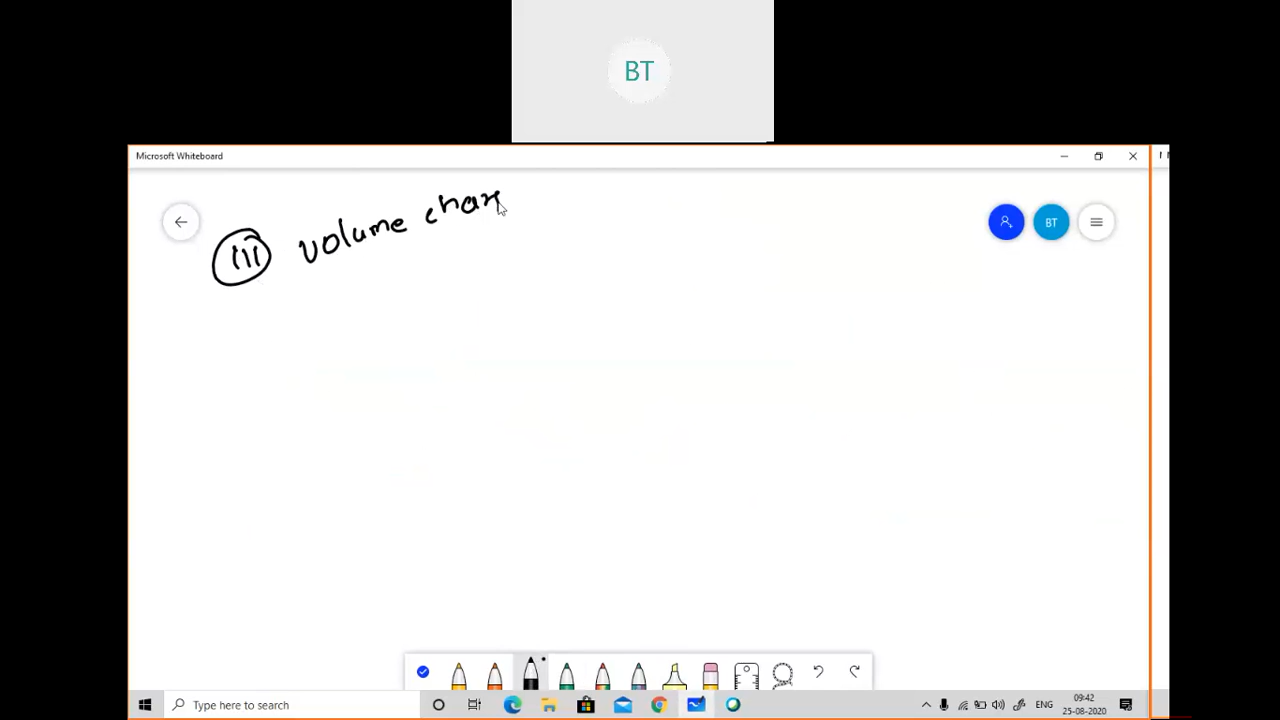 BT
Microsoft Whiteboard
(iii) volume char
BT
Type here to search
ENG
09:42
25-08-2020